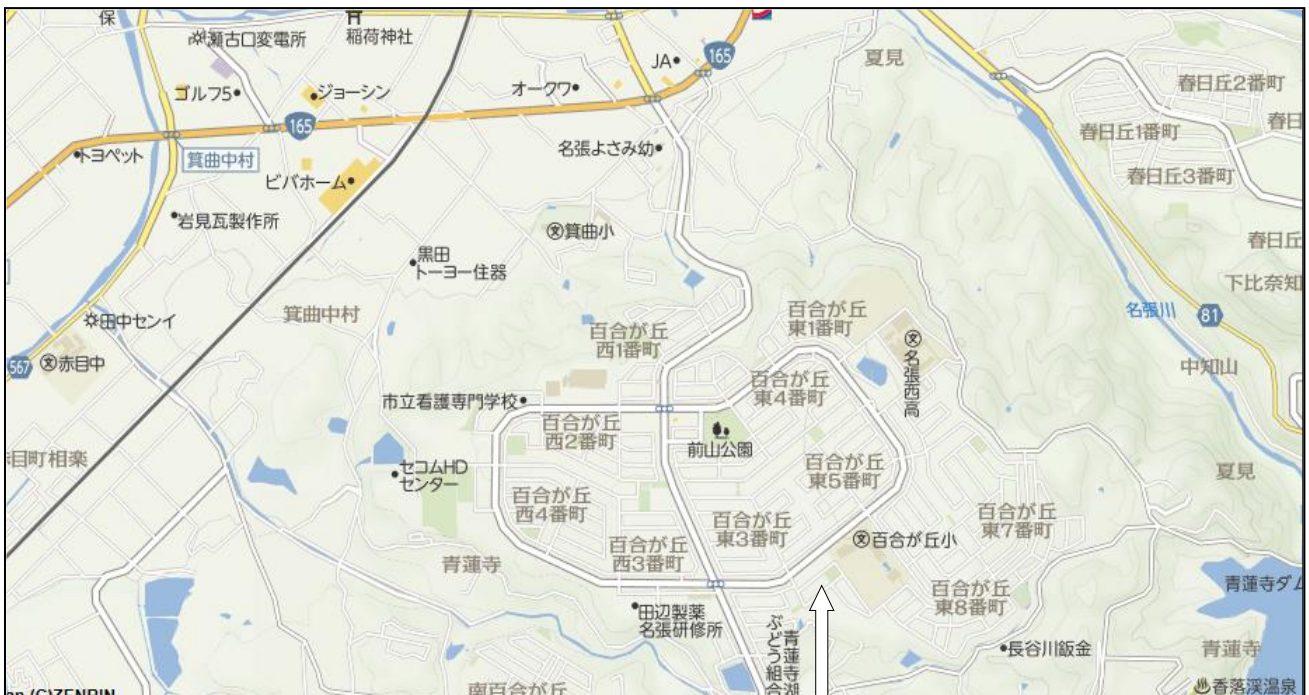 保
瀬古口変電所
稲荷神社
JA
165
夏見
春日丘2番町
ゴルフ5
ジョーシン
オークワ
春日
165
春日丘1番町
トヨペット
箕曲中村
名張よさみ幼
春日丘3番町
ビバホーム
岩見瓦製作所
文箕曲小
春日丘
黒田
トーヨー住器
下比奈知
箕曲中村
百合が丘
東1番町
名張川
81
田中センイ
百合が丘
西1番町
文名張西高
567
文赤目中
中知山
百合が丘
東4番町
市立看護専門学校
百合が丘
西2番町
前山公園
目町相楽
セコムHD
センター
百合が丘
東5番町
夏見
百合が丘
西4番町
百合が丘
東3番町
百合が丘
東7番町
文百合が丘小
百合が丘
西3番町
青蓮寺
青蓮寺ダム
百合が丘
東8番町
田辺製薬
名張研修所
青蓮寺湖
ぶどう組合
長谷川鈑金
青蓮寺
南百合が丘
香落渓温泉
(C)ZENRIN